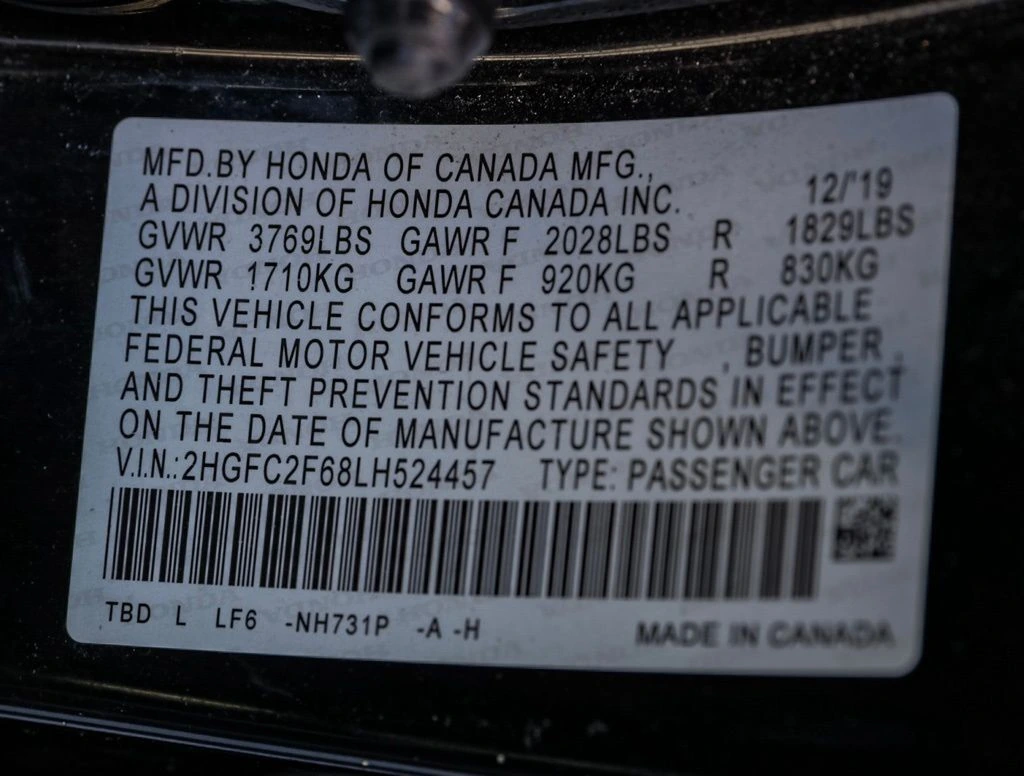 MFD.BY HONDA OF CANADA MFG.,
A DIVISION OF HONDA CANADA INC. 12/'19
GVWR 3769LBS GAWR F 2028LBS R 1829LBS
GVWR 1710KG GAWR F 920KG R 830KG
THIS VEHICLE CONFORMS TO ALL APPLICABLE
FEDERAL MOTOR VEHICLE SAFETY , BUMPER ,
AND THEFT PREVENTION STANDARDS IN EFFECT
ON THE DATE OF MANUFACTURE SHOWN ABOVE.
V.I.N.:2HGFC2F68LH524457 TYPE: PASSENGER CAR
TBD L LF6 -NH731P -A -H MADE IN CANADA